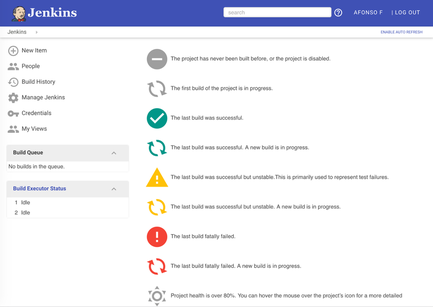 Jenkins
search
AFONSO F
| LOG OUT
Jenkins
ENABLE AUTO REFRESH
New Item
People
Build History
Manage Jenkins
Credentials
My Views
Build Queue
No builds in the queue.
Build Executor Status
1 Idle
2 Idle
The project has never been built before, or the project is disabled.
The first build of the project is in progress.
The last build was successful.
The last build was successful. A new build is in progress.
The last build was successful but unstable.This is primarily used to represent test failures.
The last build was successful but unstable. A new build is in progress.
The last build fatally failed.
The last build fatally failed. A new build is in progress.
Project health is over 80%. You can hover the mouse over the project's icon for a more detailed